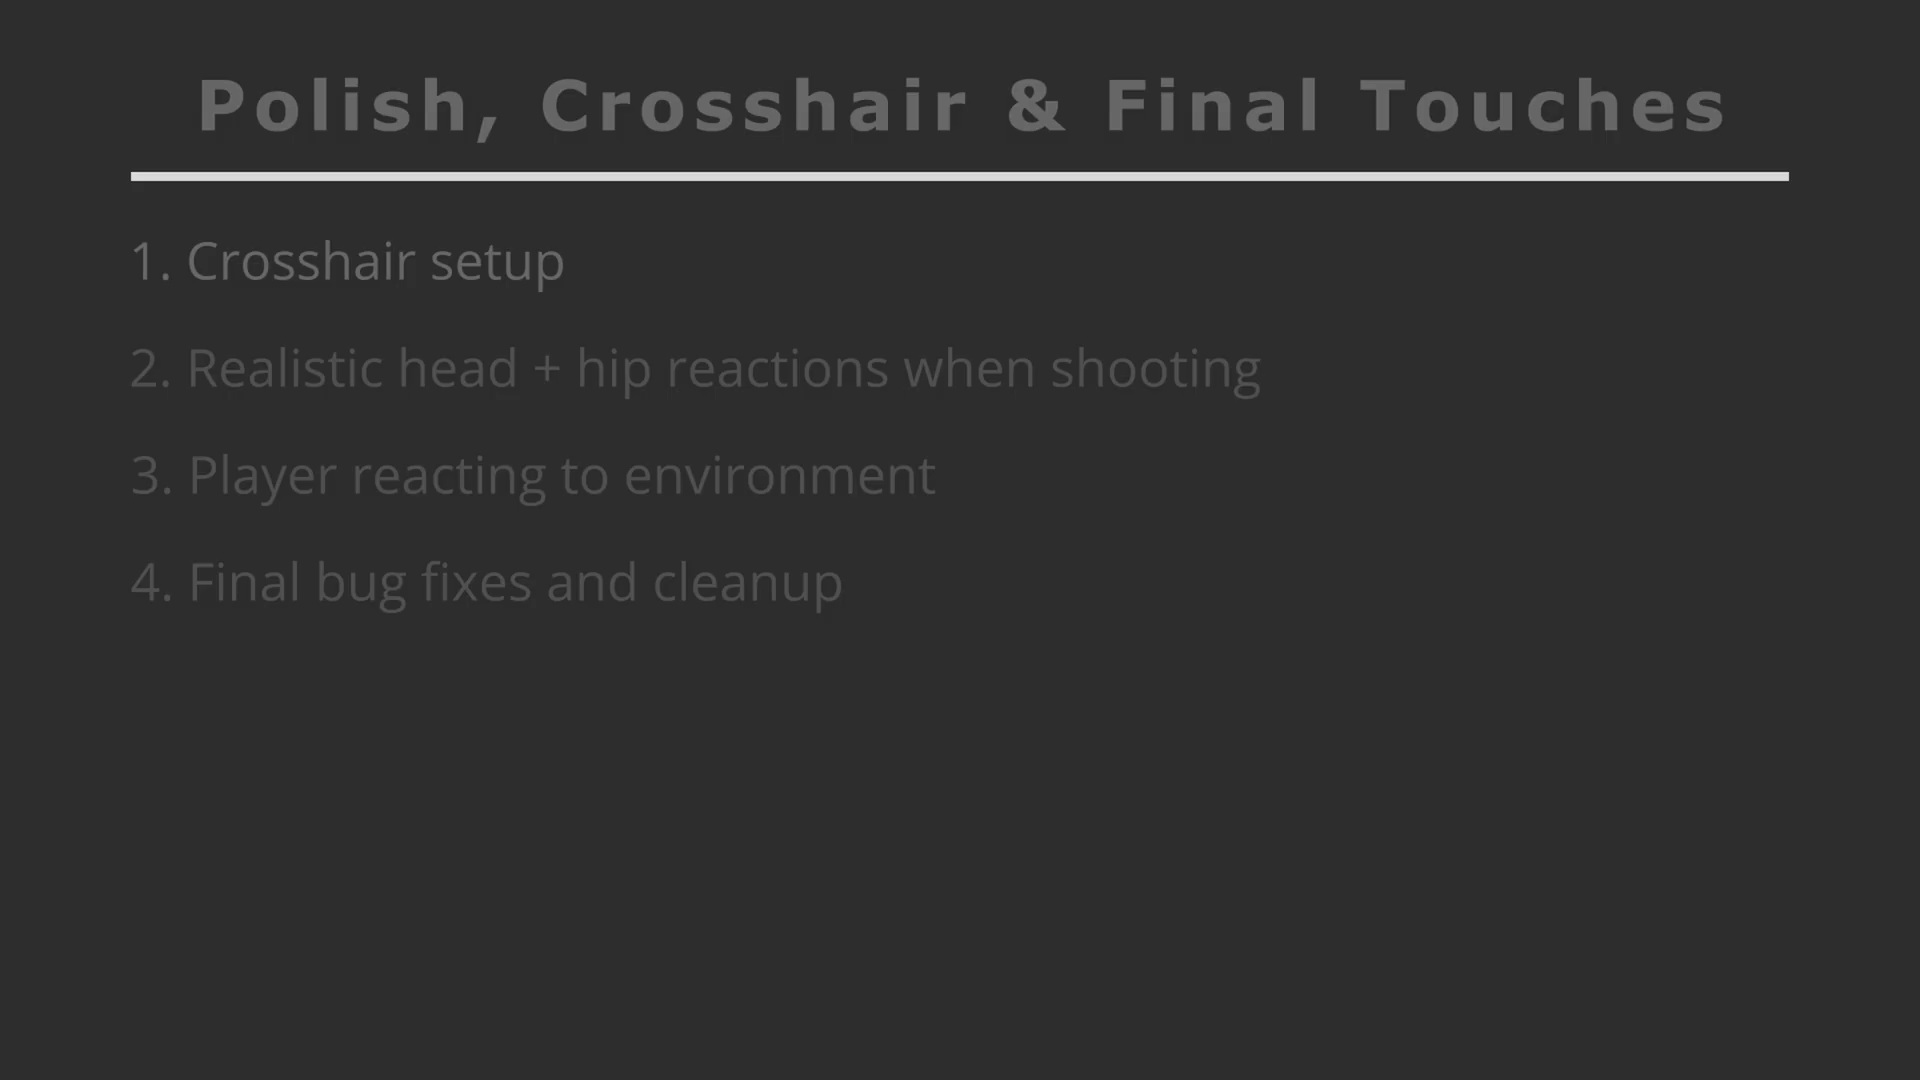 Polish, Crosshair & Final Touches
1. Crosshair setup
2. Realistic head + hip reactions when shooting
3. Player reacting to environment
4. Final bug fixes and cleanup